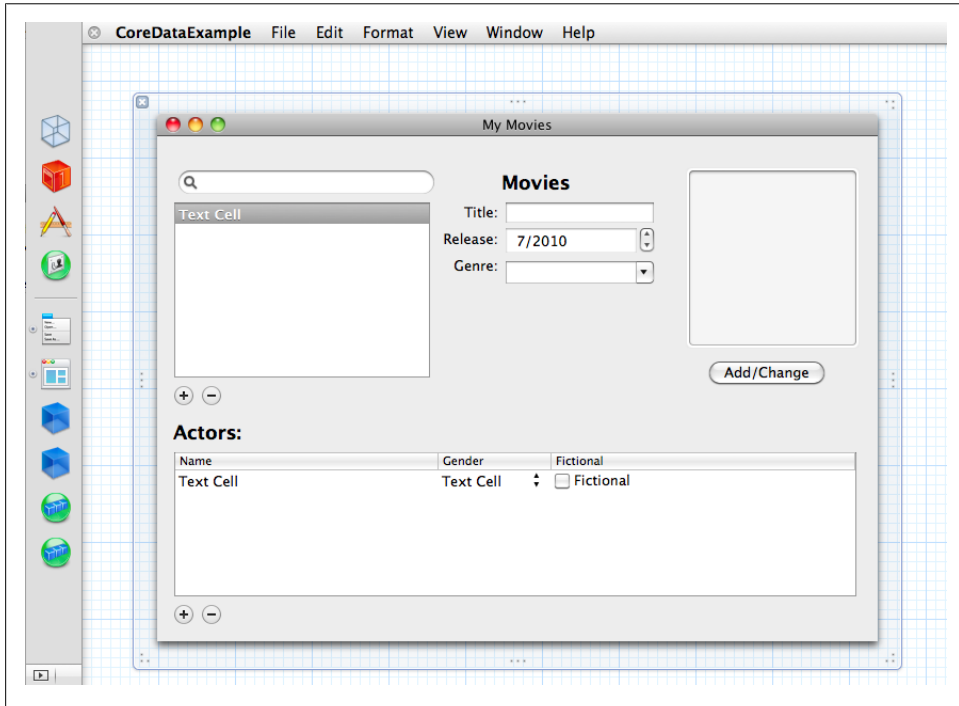 CoreDataExample File Edit Format View Window Help
My Movies
Movies
Text Cell
Title:
Release: 7/2010
Genre:
Add/Change
Actors:
Name Gender Fictional
Text Cell Text Cell Fictional